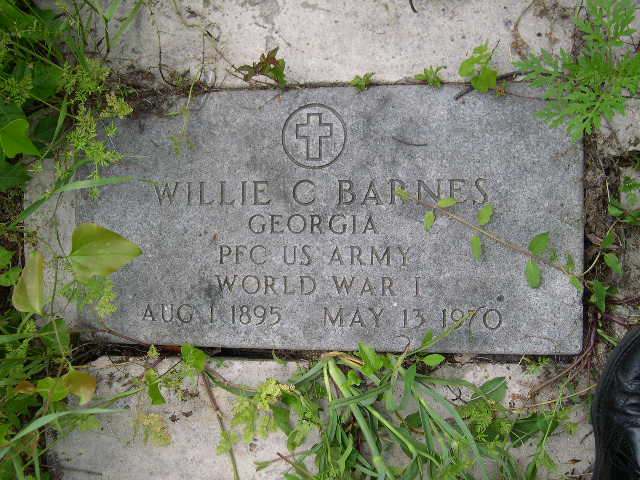 WILLIE C BARNES
GEORGIA
PFC US ARMY
WORLD WAR I
AUG 1 1895 MAY 13 1970